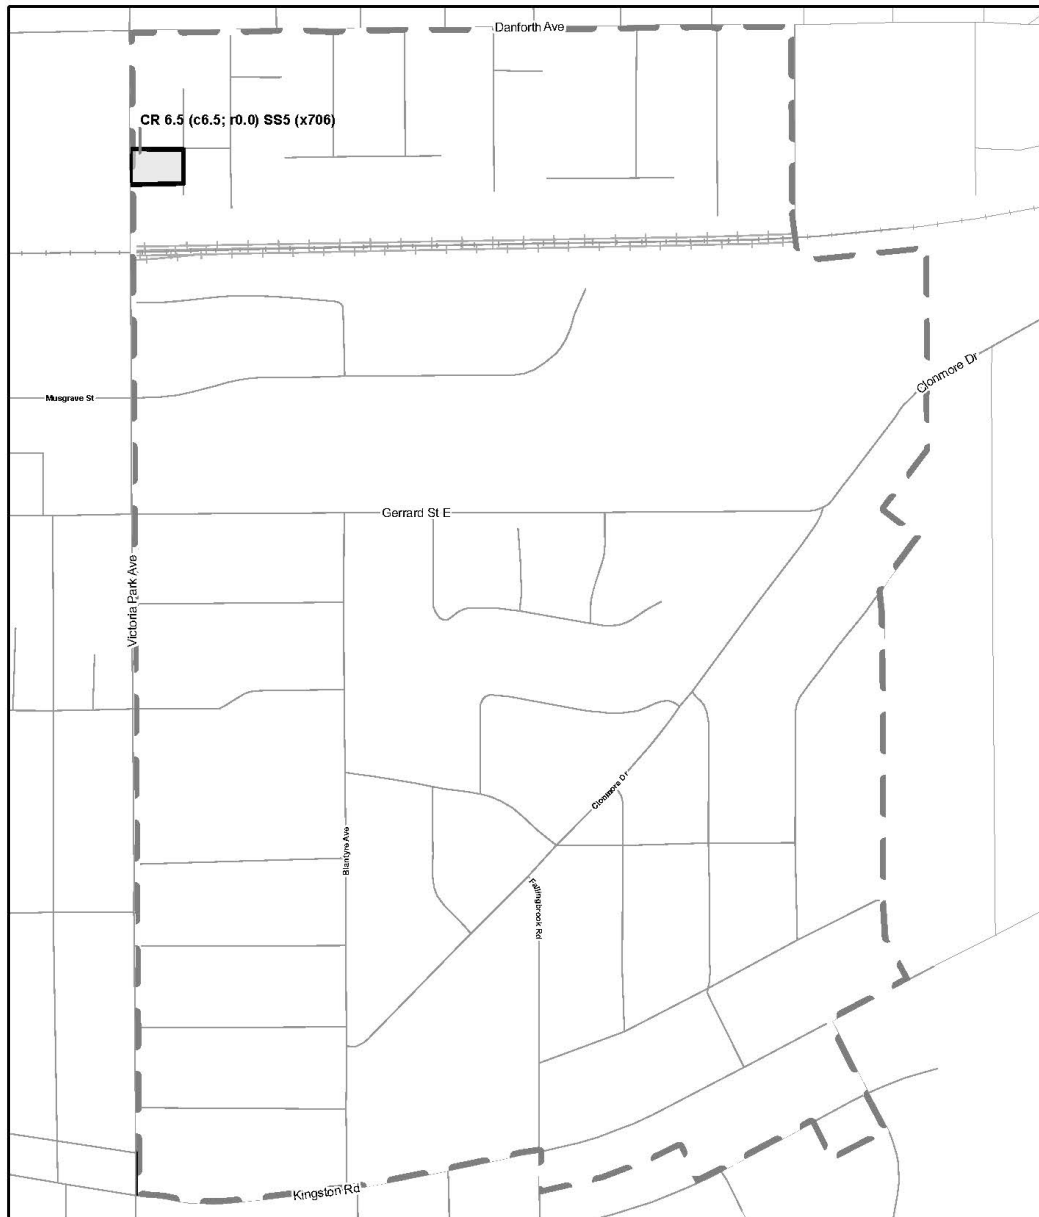 Danforth Ave
CR 6.5 (c6.5; r0.0) SS5 (x706)
Clonmore Dr
Musgrave St
Gerrard St E
Victoria Park Ave
Clonmore Dr
Blantyre Ave
Fallingbrook Rd
Kingston Rd